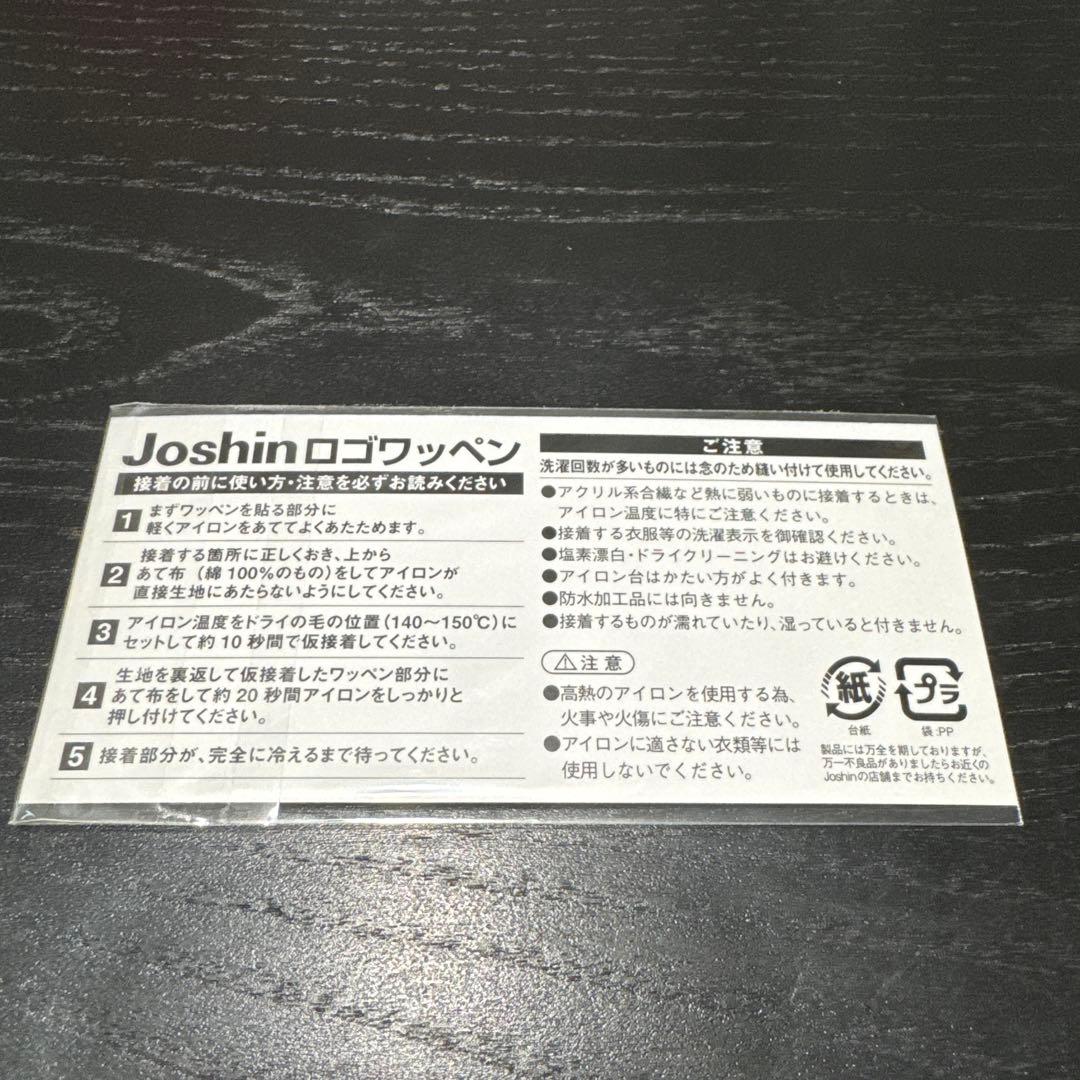 Joshinロゴワッペン
接着の前に使い方・注意を必ずお読みください
1 まずワッペンを貼る部分に
軽くアイロンをあててよくあたためます。
2 接着する箇所に正しくおき、上から
あて布（綿100%のもの）をしてアイロンが
直接生地にあたらないようにしてください。
3 アイロン温度をドライの毛の位置（140〜150℃）に
セットして約10秒間で仮接着してください。
4 生地を裏返して仮接着したワッペン部分に
あて布をして約20秒間アイロンをしっかりと
押し付けてください。
5 接着部分が、完全に冷えるまで待ってください。
ご注意
洗濯回数が多いものには念のため縫い付けて使用してください。
●アクリル系合繊など熱に弱いものに接着するときは、
アイロン温度に特にご注意ください。
●接着する衣服等の洗濯表示を御確認ください。
●塩素漂白・ドライクリーニングはお避けください。
●アイロン台はかたい方がよく付きます。
●防水加工品には向きません。
●接着するものが濡れていたり、湿っていると付きません。
⚠注意
●高熱のアイロンを使用する為、
火事や火傷にご注意ください。
●アイロンに適さない衣類等には
使用しないでください。
紙
台紙
プラ
袋:PP
製品には万全を期しておりますが、
万一不良品がありましたらお近くの
Joshinの店舗までお持ちください。